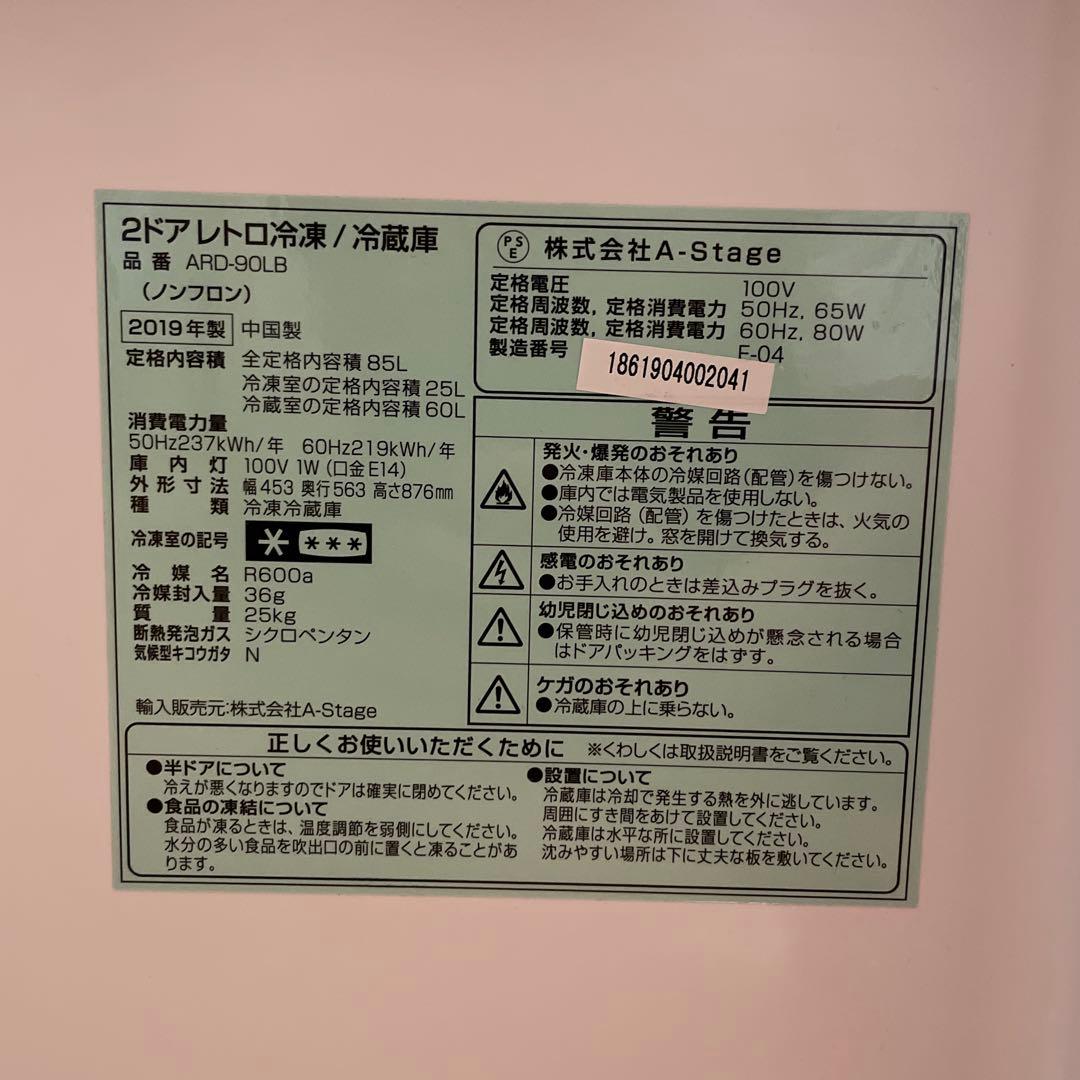 2ドアレトロ冷凍/冷蔵庫
品番 ARD-90LB
(ノンフロン)
2019年製 中国製
定格内容積 全定格内容積85L
冷凍室の定格内容積25L
冷蔵室の定格内容積60L
消費電力量
50Hz237kWh/年 60Hz219kWh/年
庫内灯 100V 1W(口金E14)
外形寸法 幅453 奥行563 高さ876mm
種類 冷凍冷蔵庫
冷凍室の記号 * ***
冷媒名 R600a
冷媒封入量 36g
質量 25kg
断熱発泡ガス シクロペンタン
気候型キコウガタ N
輸入販売元:株式会社A-Stage
PSE 株式会社A-Stage
定格電圧 100V
定格周波数, 定格消費電力 50Hz, 65W
定格周波数, 定格消費電力 60Hz, 80W
製造番号 F-04
1861904002041
警告
発火・爆発のおそれあり
●冷凍庫本体の冷媒回路(配管)を傷つけない。
●庫内では電気製品を使用しない。
●冷媒回路(配管)を傷つけたときは、火気の
使用を避け。窓を開けて換気する。
感電のおそれあり
●お手入れのときは差込みプラグを抜く。
幼児閉じ込めのおそれあり
●保管時に幼児閉じ込めが懸念される場合
はドアパッキングをはずす。
ケガのおそれあり
●冷蔵庫の上に乗らない。
正しくお使いいただくために ※くわしくは取扱説明書をご覧ください。
●半ドアについて
冷えが悪くなりますのでドアは確実に閉めてください。
●食品の凍結について
食品が凍るときは、温度調節を弱側にしてください。
水分の多い食品を吹出口の前に置くと凍ることがあ
ります。
●設置について
冷蔵庫は冷却で発生する熱を外に逃しています。
周囲にすき間をあけて設置してください。
冷蔵庫は水平な所に設置してください。
沈みやすい場所は下に丈夫な板を敷いてください。